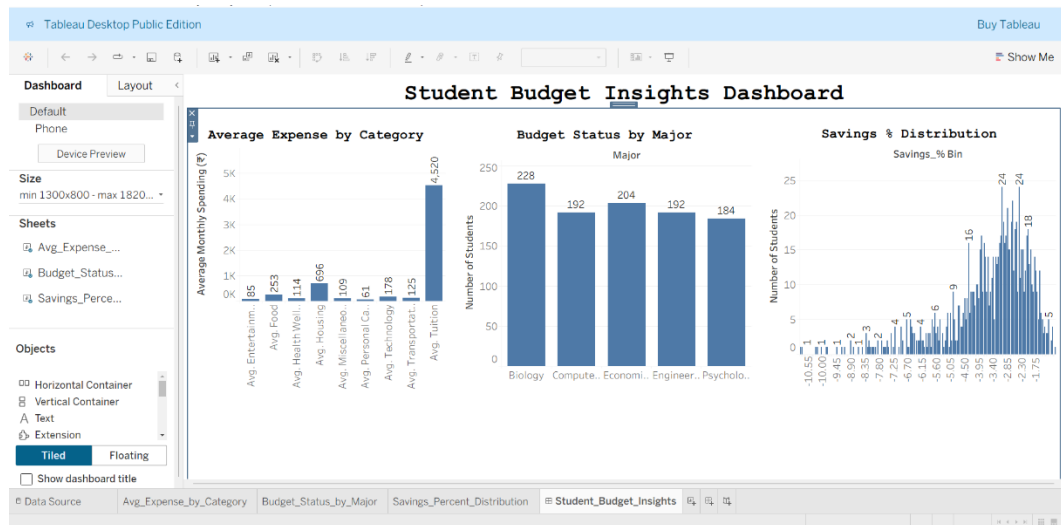 Tableau Desktop Public Edition
Buy Tableau
Show Me
Dashboard Layout
Default
Phone
Device Preview
Size
min 1300x800 - max 1820...
Sheets
Avg_Expense_...
Budget_Status...
Savings_Perce...
Objects
Horizontal Container
Vertical Container
Text
Extension
Tiled Floating
Show dashboard title
Student Budget Insights Dashboard
Average Expense by Category
Average Monthly Spending (₹)
5K
4K
3K
2K
1K
0K
85
253
114
696
109
61
178
125
4,520
Avg. Entertainm..
Avg. Food
Avg. Health Well..
Avg. Housing
Avg. Miscellaneo..
Avg. Personal Ca..
Avg. Technology
Avg. Transportat..
Avg. Tuition
Budget Status by Major
Major
Number of Students
250
200
150
100
50
0
228
192
204
192
184
Biology Compute.. Economi.. Engineer.. Psycholo..
Savings % Distribution
Savings_% Bin
Number of Students
25
20
15
10
5
0
1
1
2
3
2
4
5
4
6
9
16
24
24
18
5
-10.55
-10.00
-9.45
-8.90
-8.35
-7.80
-7.25
-6.70
-6.15
-5.60
-5.05
-4.50
-3.95
-3.40
-2.85
-2.30
-1.75
Data Source Avg_Expense_by_Category Budget_Status_by_Major Savings_Percent_Distribution Student_Budget_Insights